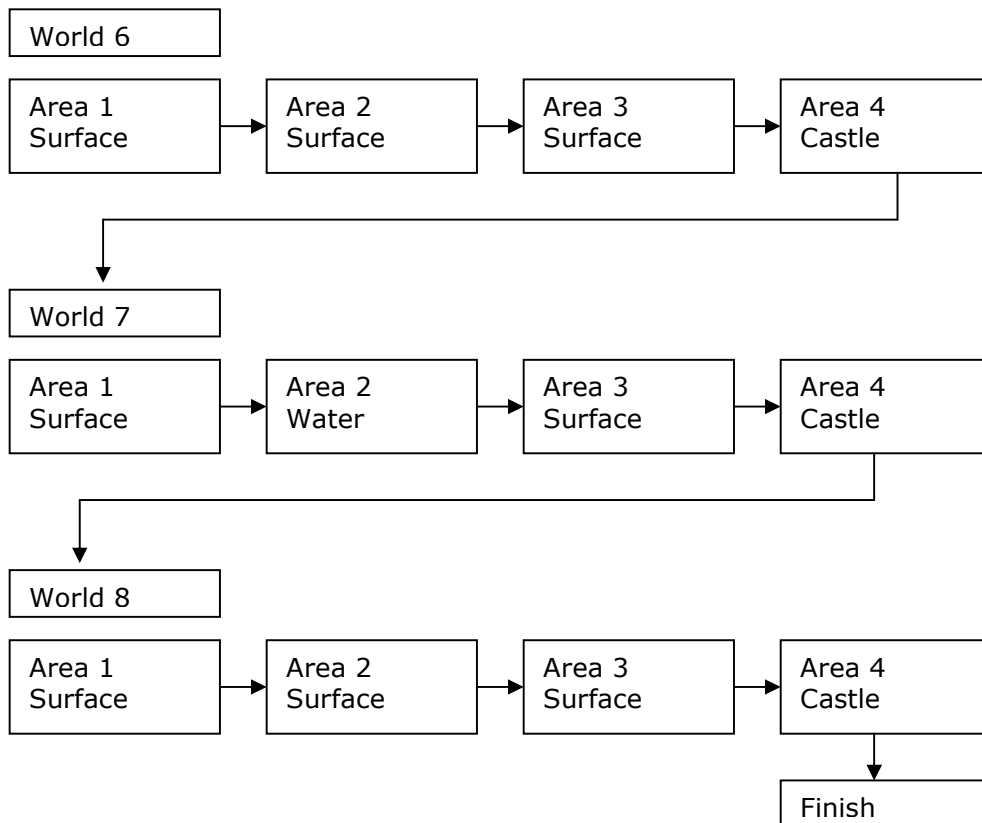 World 6
Area 1
Surface
Area 2
Surface
Area 3
Surface
Area 4
Castle
World 7
Area 1
Surface
Area 2
Water
Area 3
Surface
Area 4
Castle
World 8
Area 1
Surface
Area 2
Surface
Area 3
Surface
Area 4
Castle
Finish